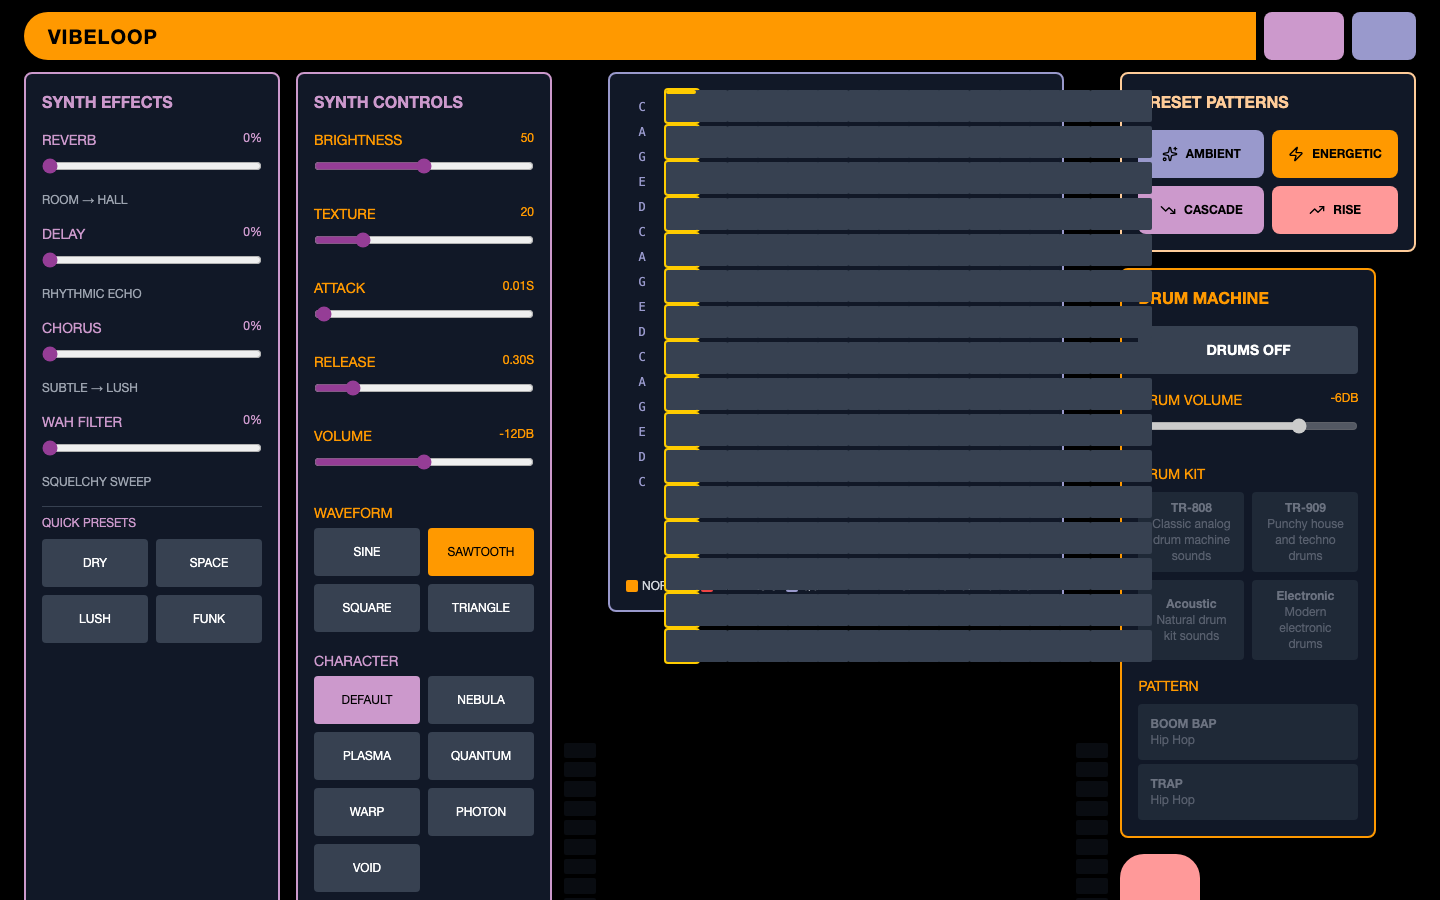 VIBELOOP
SYNTH EFFECTS
REVERB 0%
ROOM → HALL
DELAY 0%
RHYTHMIC ECHO
CHORUS 0%
SUBTLE → LUSH
WAH FILTER 0%
SQUELCHY SWEEP
QUICK PRESETS
DRY SPACE
LUSH FUNK
SYNTH CONTROLS
BRIGHTNESS 50
TEXTURE 20
ATTACK 0.01S
RELEASE 0.30S
VOLUME -12DB
WAVEFORM
SINE SAWTOOTH
SQUARE TRIANGLE
CHARACTER
DEFAULT NEBULA
PLASMA QUANTUM
WARP PHOTON
VOID
C
A
G
E
D
C
A
G
E
D
C
A
G
E
D
C
NOR
RESET PATTERNS
AMBIENT ENERGETIC
CASCADE RISE
DRUM MACHINE
DRUMS OFF
RUM VOLUME -6DB
RUM KIT
TR-808
Classic analog
drum machine
sounds
TR-909
Punchy house
and techno
drums
Acoustic
Natural drum
kit sounds
Electronic
Modern
electronic
drums
PATTERN
BOOM BAP
Hip Hop
TRAP
Hip Hop